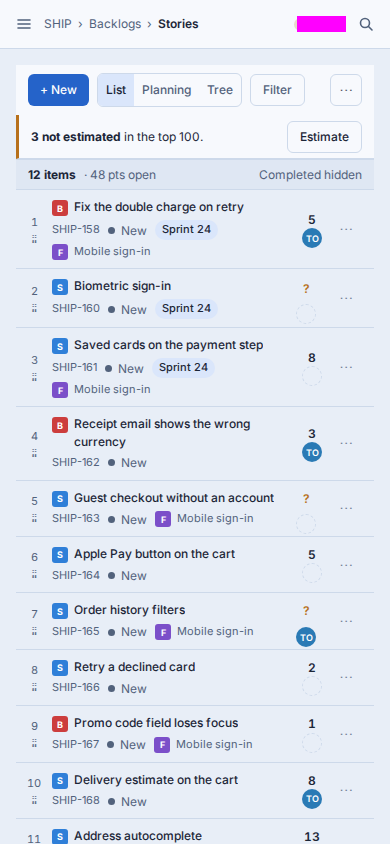 SHIP › Backlogs › Stories
+ New List Planning Tree Filter ...
3 not estimated in the top 100. Estimate
12 items · 48 pts open Completed hidden
1 B Fix the double charge on retry 5 ...
SHIP-158 New Sprint 24 TO
F Mobile sign-in
2 S Biometric sign-in ? ...
SHIP-160 New Sprint 24
3 S Saved cards on the payment step 8 ...
SHIP-161 New Sprint 24
F Mobile sign-in
4 B Receipt email shows the wrong 3 ...
currency TO
SHIP-162 New
5 S Guest checkout without an account ? ...
SHIP-163 New F Mobile sign-in
6 S Apple Pay button on the cart 5 ...
SHIP-164 New
7 S Order history filters ? ...
SHIP-165 New F Mobile sign-in TO
8 S Retry a declined card 2 ...
SHIP-166 New
9 B Promo code field loses focus 1 ...
SHIP-167 New F Mobile sign-in
10 S Delivery estimate on the cart 8 ...
SHIP-168 New TO
11 S Address autocomplete 13